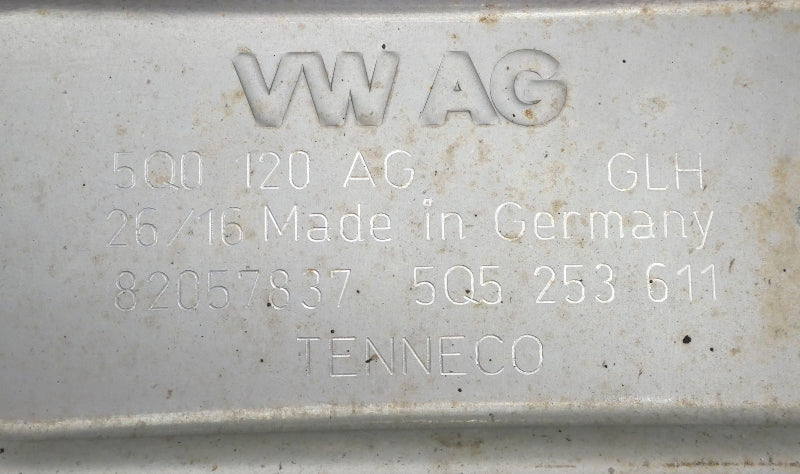 VW AG
5Q0 120 AG GLH
26/16 Made in Germany
82057837 5Q5 253 611
TENNECO